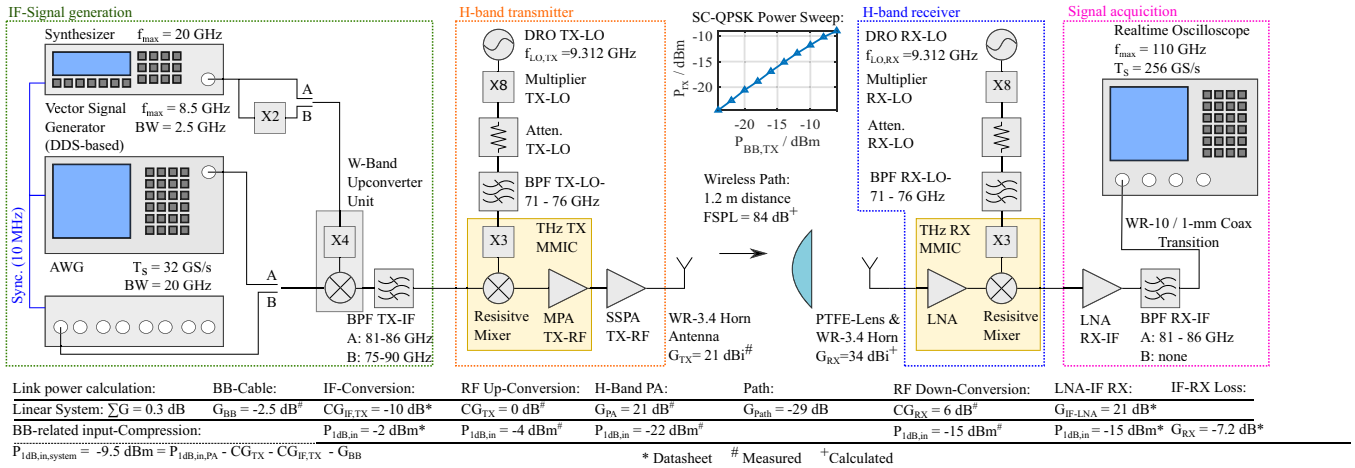 IF-Signal generation
Synthesizer
f_max = 20 GHz
Vector Signal
Generator
(DDS-based)
f_max = 8.5 GHz
BW = 2.5 GHz
X2
A
B
W-Band
Upconverter
Unit
X4
Sync. (10 MHz)
AWG
T_S = 32 GS/s
BW = 20 GHz
A
B
BPF TX-IF
A: 81-86 GHz
B: 75-90 GHz
H-band transmitter
DRO TX-LO
f_LO,TX =9.312 GHz
X8
Multiplier
TX-LO
Atten.
TX-LO
BPF TX-LO-
71 - 76 GHz
X3
THz TX
MMIC
Resisitve
Mixer
MPA
TX-RF
SSPA
TX-RF
SC-QPSK Power Sweep:
P_rx / dBm
-10
-15
-20
-20
-15
-10
P_BB,TX / dBm
Wireless Path:
1.2 m distance
FSPL = 84 dB^+
WR-3.4 Horn
Antenna
G_TX = 21 dBi^#
PTFE-Lens &
WR-3.4 Horn
G_RX=34 dBi^+
H-band receiver
DRO RX-LO
f_LO,RX =9.312 GHz
X8
Multiplier
RX-LO
Atten.
RX-LO
BPF RX-LO-
71 - 76 GHz
THz RX
MMIC
X3
LNA
Resisitve
Mixer
Signal acquicition
Realtime Oscilloscope
f_max = 110 GHz
T_S = 256 GS/s
WR-10 / 1-mm Coax
Transition
LNA
RX-IF
BPF RX-IF
A: 81 - 86 GHz
B: none
Link power calculation: BB-Cable: IF-Conversion: RF Up-Conversion: H-Band PA: Path: RF Down-Conversion: LNA-IF RX: IF-RX Loss:
Linear System: ∑G = 0.3 dB G_BB = -2.5 dB^# CG_IF,TX = -10 dB* CG_TX = 0 dB^# G_PA = 21 dB^# G_Path = -29 dB CG_RX = 6 dB^# G_IF-LNA = 21 dB*
BB-related input-Compression: P_1dB,in = -2 dBm* P_1dB,in = -4 dBm^# P_1dB,in = -22 dBm^# P_1dB,in = -15 dBm^# P_1dB,in = -15 dBm* G_RX = -7.2 dB*
P_1dB,in,system = -9.5 dBm = P_1dB,in,PA - CG_TX - CG_IF,TX - G_BB
* Datasheet # Measured + Calculated